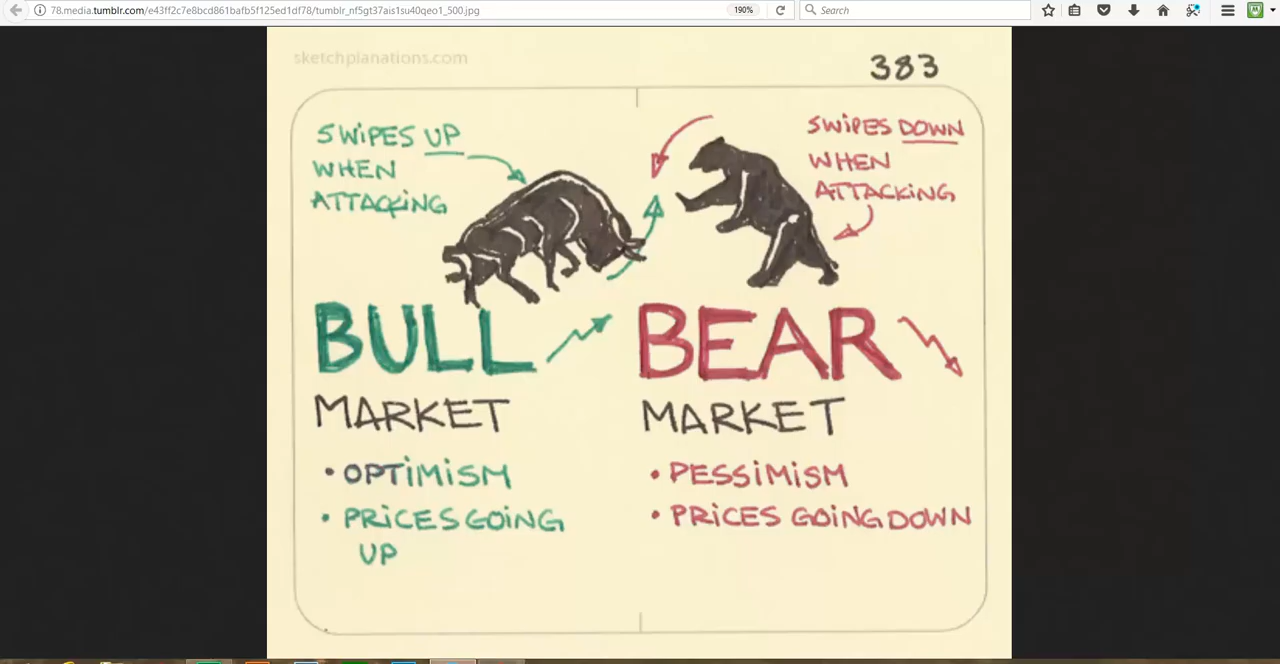 78.media.tumblr.com/e43ff2c7e8bcd861bafb5f125ed1df78/tumblr_nf5gt37ais1su40qeo1_500.jpg
190%
Search
sketchplanations.com
383
SWIPES UP
WHEN
ATTACKING
SWIPES DOWN
WHEN
ATTACKING
BULL
MARKET
• OPTIMISM
• PRICES GOING
UP
BEAR
MARKET
• PESSIMISM
• PRICES GOING DOWN